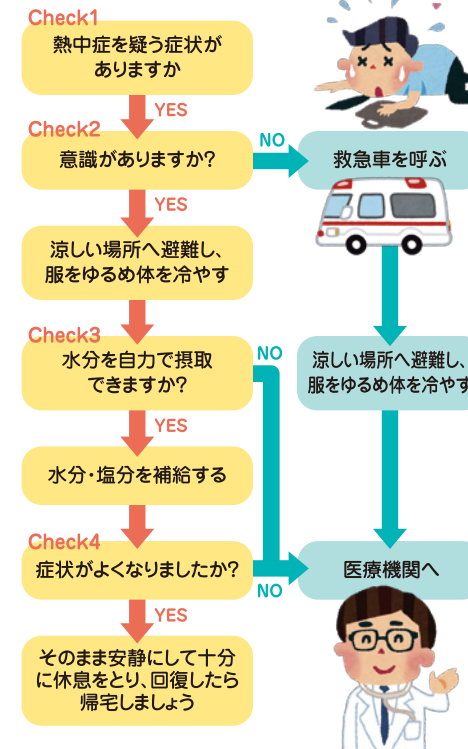 Check1
熱中症を疑う症状が
ありますか
YES
Check2
意識がありますか?
NO
救急車を呼ぶ
YES
涼しい場所へ避難し、
服をゆるめ体を冷やす
Check3
水分を自力で摂取
できますか?
NO
涼しい場所へ避難し、
服をゆるめ体を冷やす
YES
水分・塩分を補給する
Check4
症状がよくなりましたか?
NO
医療機関へ
YES
そのまま安静にして十分
に休息をとり、回復したら
帰宅しましょう